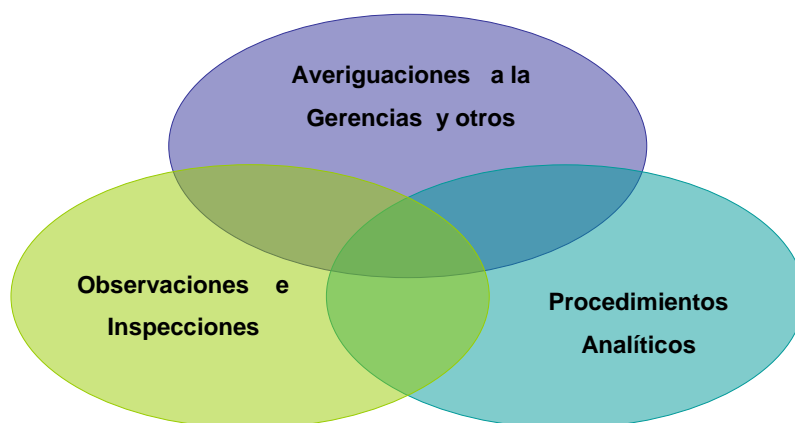 Averiguaciones a la
Gerencias y otros
Observaciones e
Inspecciones
Procedimientos
Analíticos